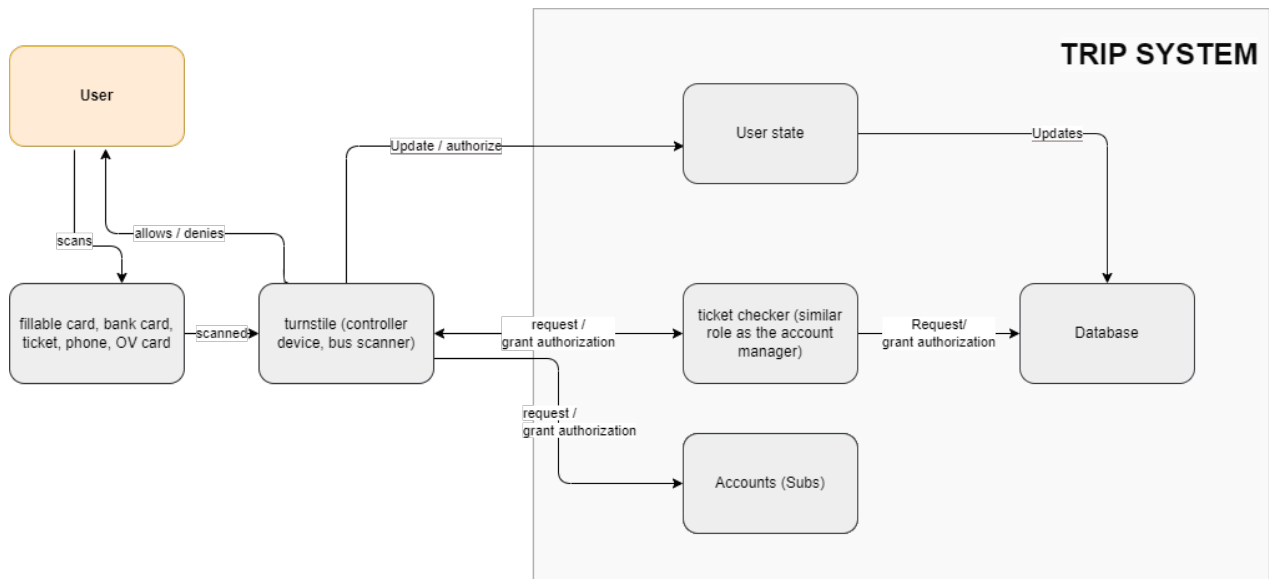 TRIP SYSTEM
User
User state
Update / authorize
Updates
scans
allows / denies
fillable card, bank card,
ticket, phone, OV card
scanned
turnstile (controller
device, bus scanner)
request /
grant authorization
ticket checker (similar
role as the account
manager)
Request/
grant authorization
Database
request /
grant authorization
Accounts (Subs)